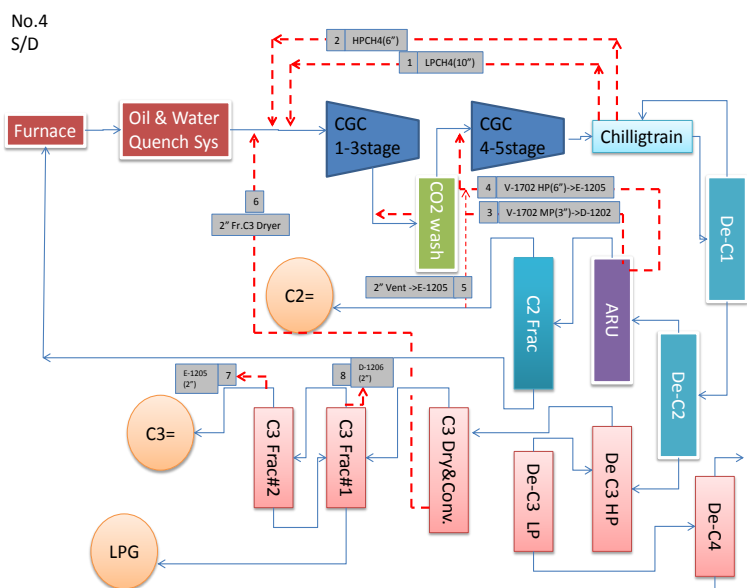 No.4
S/D
2 HPCH4(6”)
1 LPCH4(10”)
Furnace
Oil & Water
Quench Sys
CGC
1-3stage
CGC
4-5stage
Chilligtrain
CO2 wash
4 V-1702 HP(6”)->E-1205
3 V-1702 MP(3”)->D-1202
6
2” Fr.C3 Dryer
De-C1
C2=
2” Vent ->E-1205 5
C2 Frac
ARU
De-C2
E-1205
(2”)
7
8
D-1206
(2”)
C3=
C3 Frac#2
C3 Frac#1
C3 Dry&Conv.
De-C3 LP
De C3 HP
De-C4
LPG